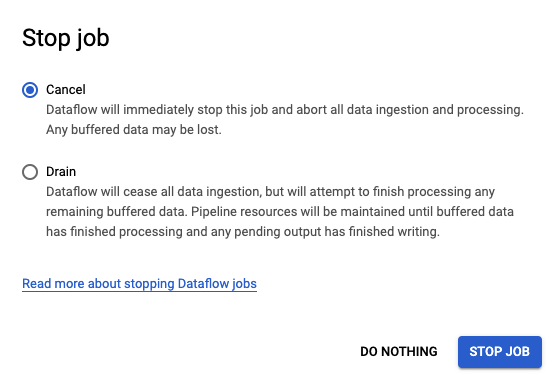 Stop job
Cancel
Dataflow will immediately stop this job and abort all data ingestion and processing.
Any buffered data may be lost.
Drain
Dataflow will cease all data ingestion, but will attempt to finish processing any
remaining buffered data. Pipeline resources will be maintained until buffered data
has finished processing and any pending output has finished writing.
Read more about stopping Dataflow jobs
DO NOTHING STOP JOB